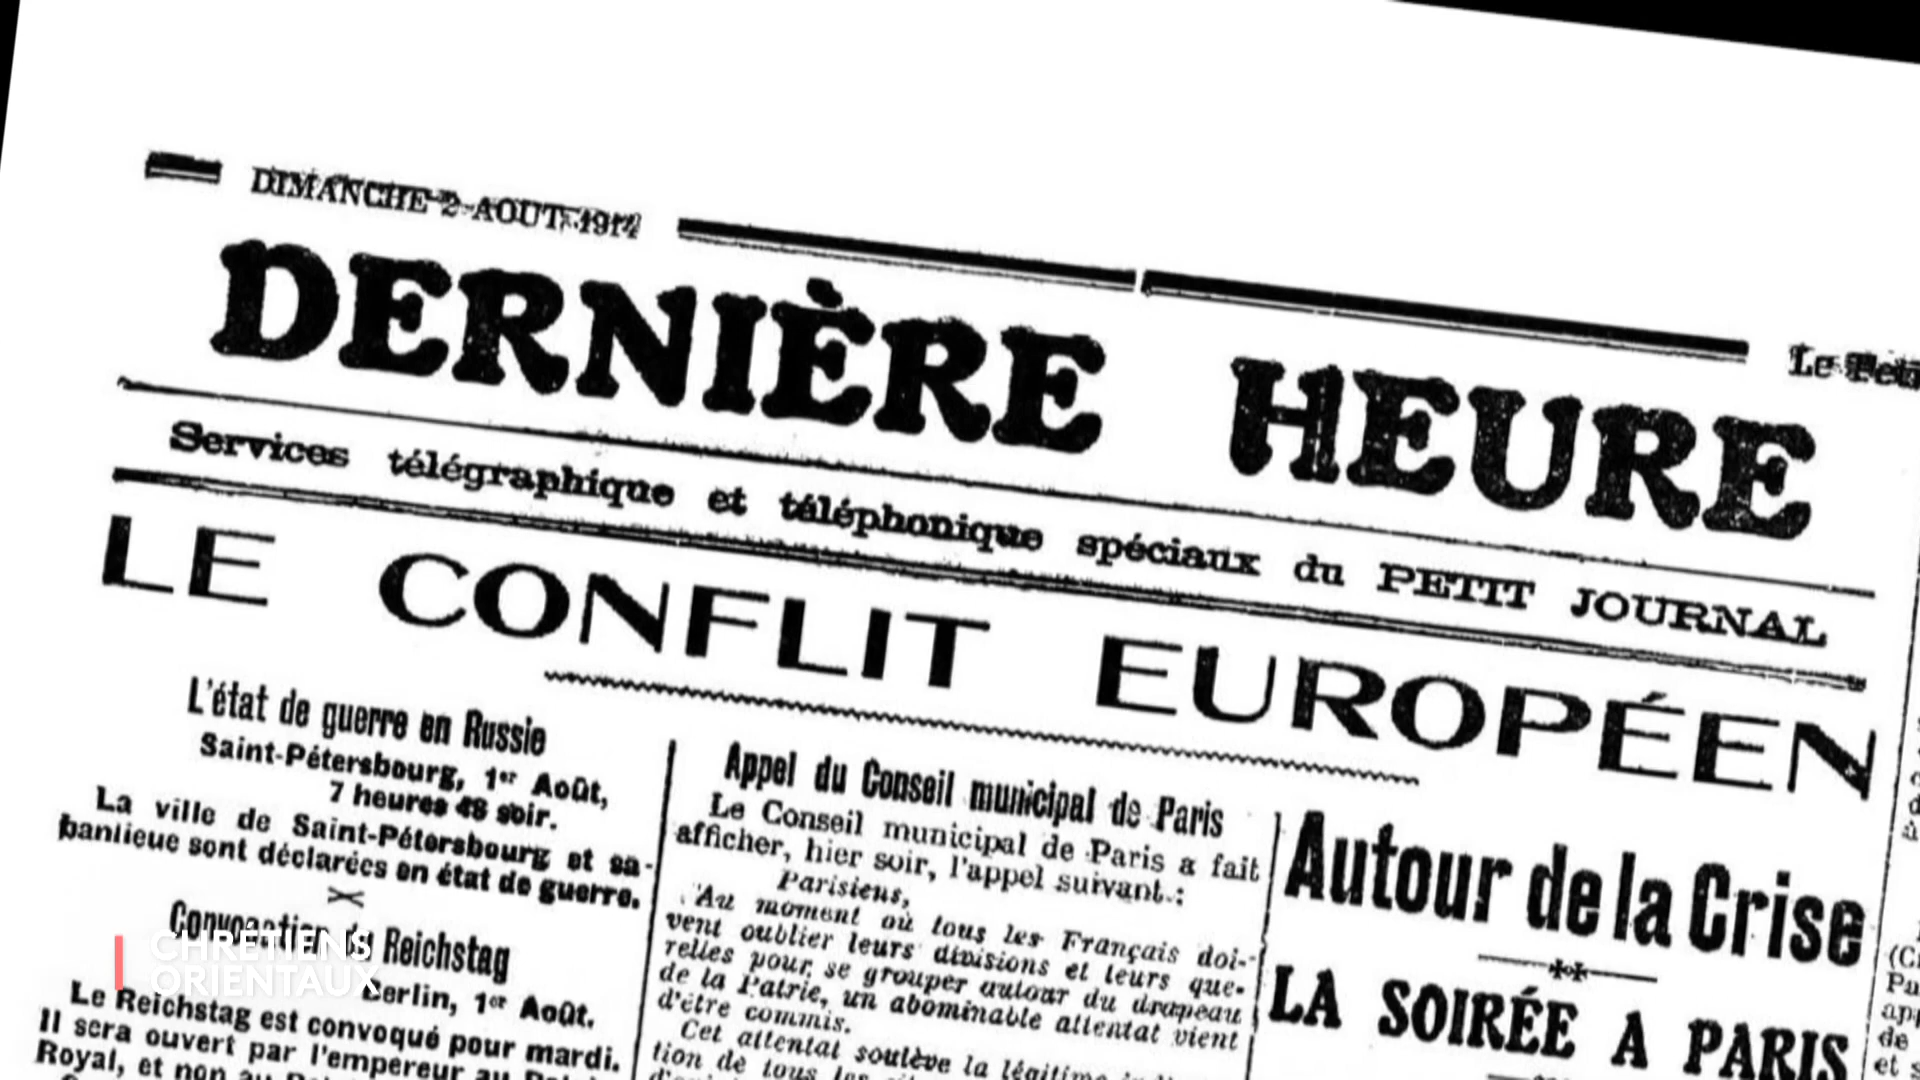 DIMANCHE 2 AOUT 1914
DERNIÈRE HEURE
Le Peti
Services télégraphique et téléphonique spéciaux du PETIT JOURNAL
LE CONFLIT EUROPÉEN
L'état de guerre en Russie
Saint-Pétersbourg, 1er Août,
7 heures 48 soir.
La ville de Saint-Pétersbourg et sa-
banlieue sont déclarées en état de guerre.
Convocation du Reichstag
Berlin, 1er Août.
Le Reichstag est convoqué pour mardi.
Il sera ouvert par l'empereur au
Royal, et non au
Appel du Conseil municipal de Paris
Le Conseil municipal de Paris a fait
afficher, hier soir, l'appel suivant :
Parisiens,
Au moment où tous les Français doi-
vent oublier leurs divisions et leurs que-
relles pour se grouper autour du drapeau
de la Patrie, un abominable attentat vient
d'être commis.
Cet attentat soulève la légitime
tion de tous les
Autour de la Crise
LA SOIRÉE A PARIS
CHRÉTIENS
ORIENTAUX